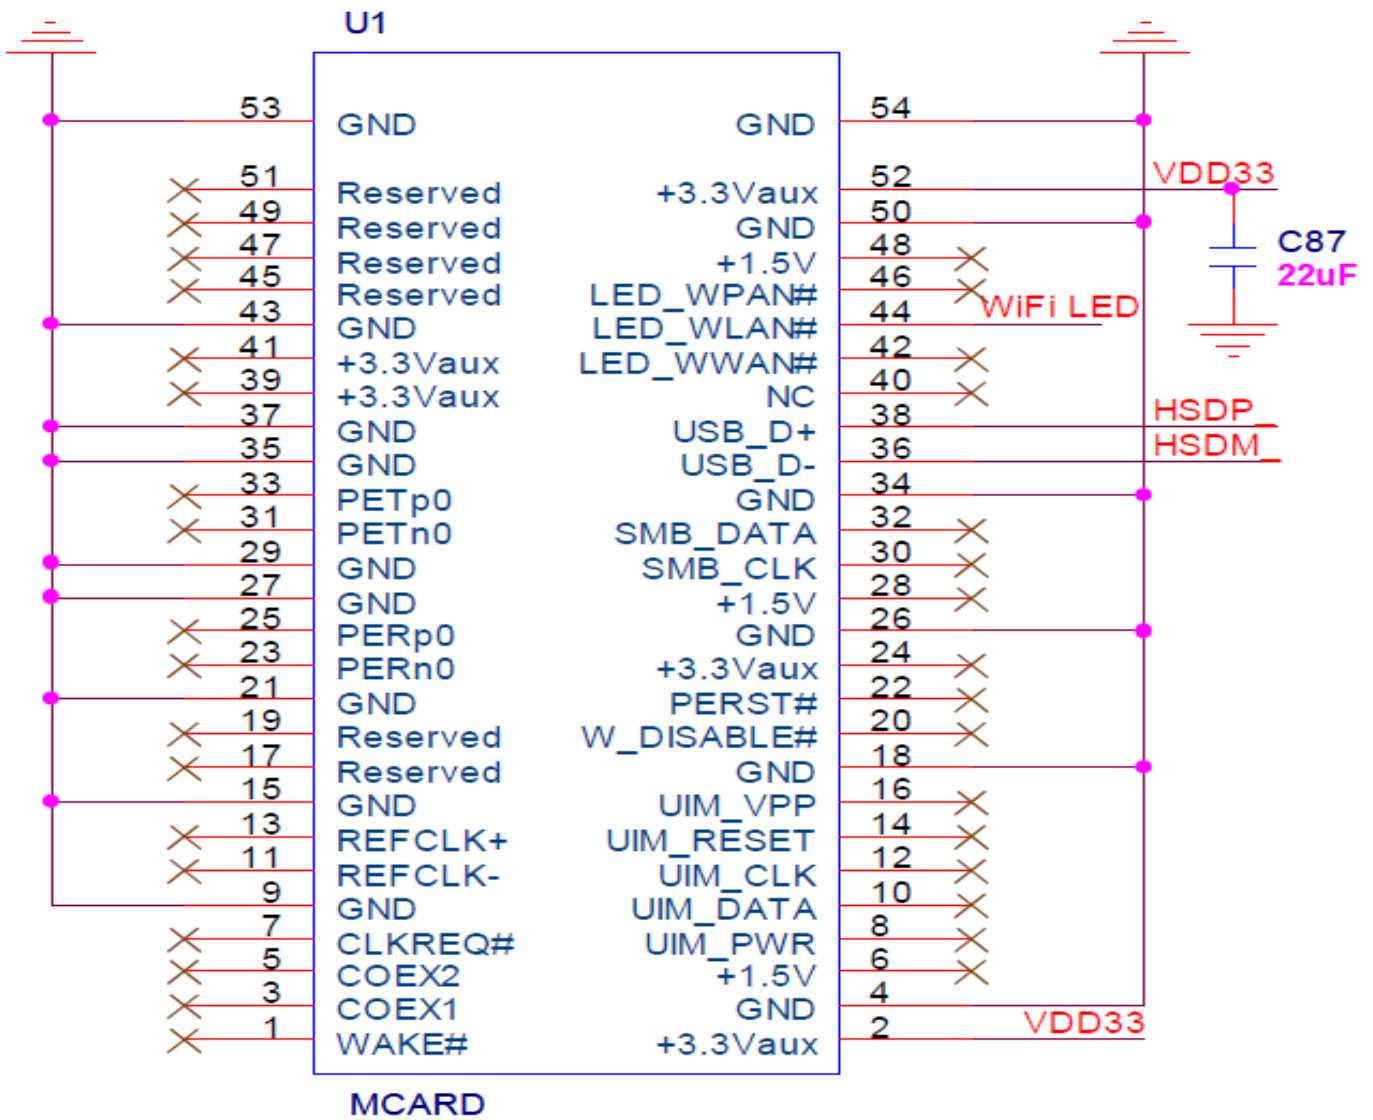 U1
53 GND GND 54
51 Reserved +3.3Vaux 52 VDD33
49 Reserved GND 50
47 Reserved +1.5V 48 C87
45 Reserved LED_WPAN# 46 22uF
43 GND LED_WLAN# 44 WiFi LED
41 +3.3Vaux LED_WWAN# 42
39 +3.3Vaux NC 40
37 GND USB_D+ 38 HSDP_
35 GND USB_D- 36 HSDM_
33 PETp0 GND 34
31 PETn0 SMB_DATA 32
29 GND SMB_CLK 30
27 GND +1.5V 28
25 PERp0 GND 26
23 PERn0 +3.3Vaux 24
21 GND PERST# 22
19 Reserved W_DISABLE# 20
17 Reserved GND 18
15 GND UIM_VPP 16
13 REFCLK+ UIM_RESET 14
11 REFCLK- UIM_CLK 12
9 GND UIM_DATA 10
7 CLKREQ# UIM_PWR 8
5 COEX2 +1.5V 6
3 COEX1 GND 4
1 WAKE# +3.3Vaux 2 VDD33
MCARD